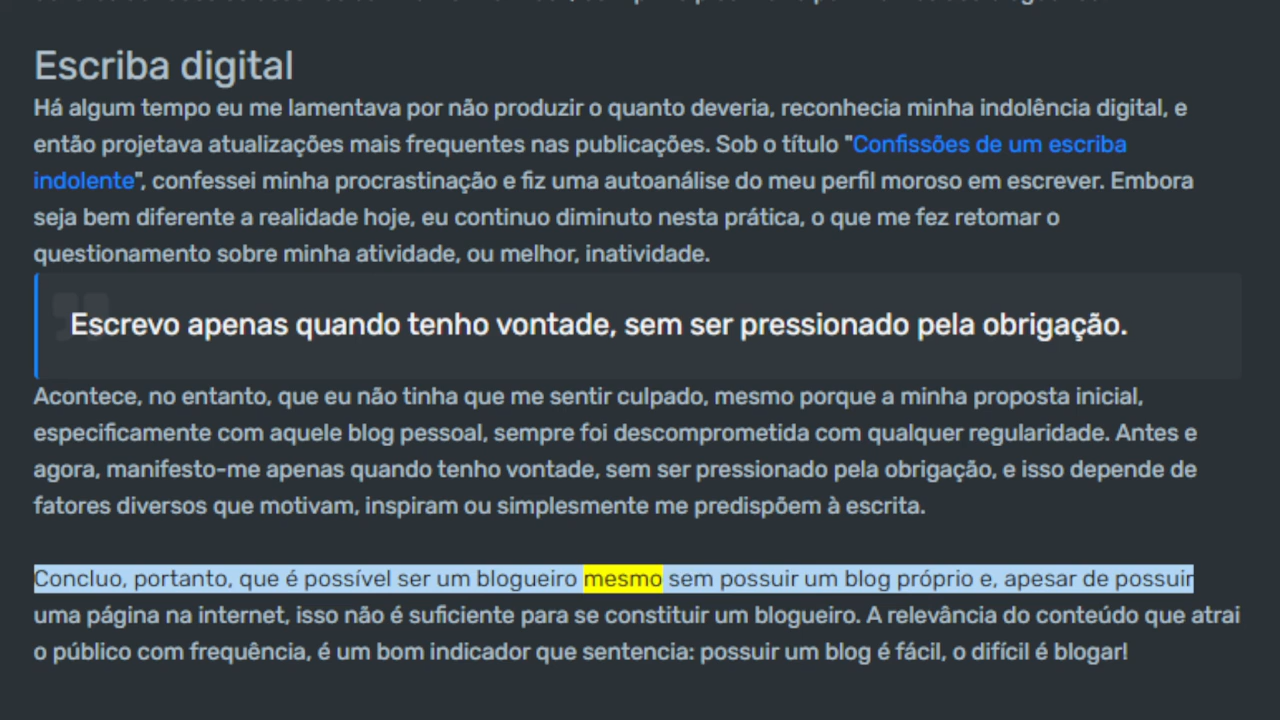 Escriba digital
Há algum tempo eu me lamentava por não produzir o quanto deveria, reconhecia minha indolência digital, e
então projetava atualizações mais frequentes nas publicações. Sob o título "Confissões de um escriba
indolente", confessei minha procrastinação e fiz uma autoanálise do meu perfil moroso em escrever. Embora
seja bem diferente a realidade hoje, eu continuo diminuto nesta prática, o que me fez retomar o
questionamento sobre minha atividade, ou melhor, inatividade.
Escrevo apenas quando tenho vontade, sem ser pressionado pela obrigação.
Acontece, no entanto, que eu não tinha que me sentir culpado, mesmo porque a minha proposta inicial,
especificamente com aquele blog pessoal, sempre foi descomprometida com qualquer regularidade. Antes e
agora, manifesto-me apenas quando tenho vontade, sem ser pressionado pela obrigação, e isso depende de
fatores diversos que motivam, inspiram ou simplesmente me predispõem à escrita.
Concluo, portanto, que é possível ser um blogueiro mesmo sem possuir um blog próprio e, apesar de possuir
uma página na internet, isso não é suficiente para se constituir um blogueiro. A relevância do conteúdo que atrai
o público com frequência, é um bom indicador que sentencia: possuir um blog é fácil, o difícil é blogar!